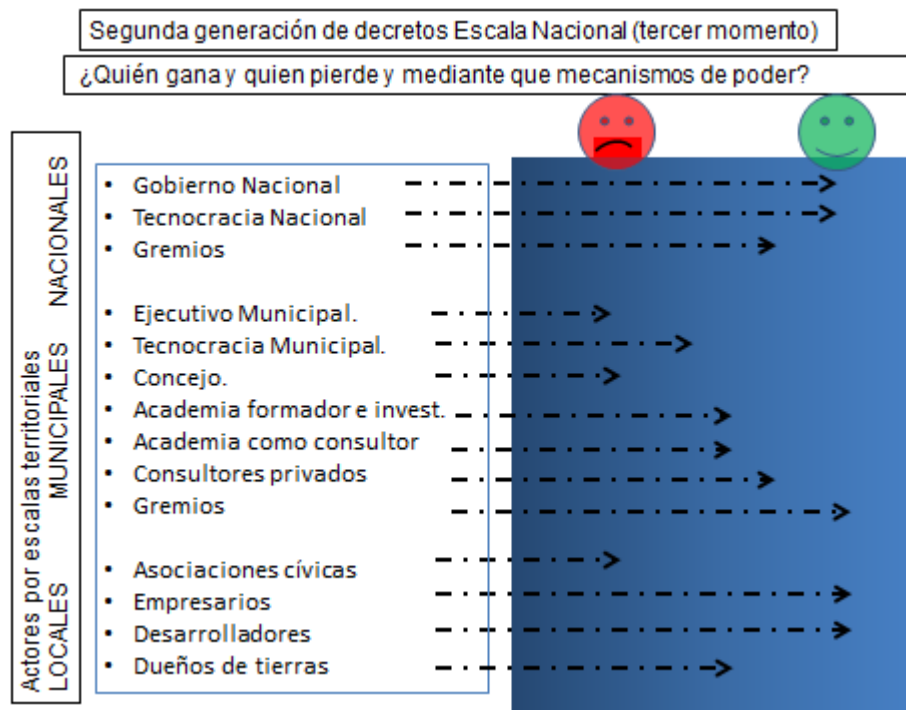 Segunda generación de decretos Escala Nacional (tercer momento)
¿Quién gana y quien pierde y mediante que mecanismos de poder?
Actores por escalas territoriales
NACIONALES
• Gobierno Nacional
• Tecnocracia Nacional
• Gremios
MUNICIPALES
• Ejecutivo Municipal.
• Tecnocracia Municipal.
• Concejo.
• Academia formador e invest.
• Academia como consultor
• Consultores privados
• Gremios
LOCALES
• Asociaciones cívicas
• Empresarios
• Desarrolladores
• Dueños de tierras